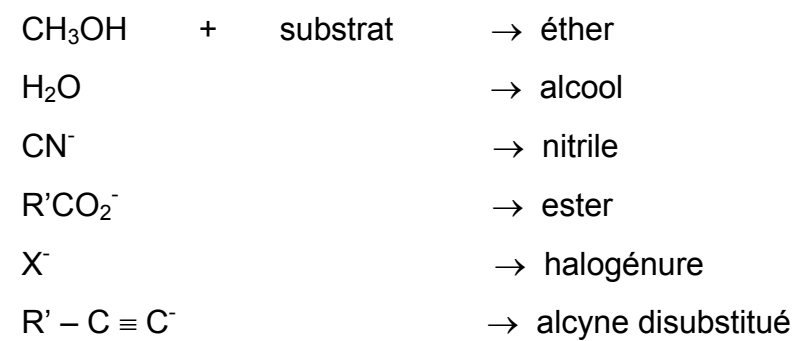 CH₃OH + substrat → éther
H₂O → alcool
CN⁻ → nitrile
R’CO₂⁻ → ester
X⁻ → halogénure
R’ – C ≡ C⁻ → alcyne disubstitué